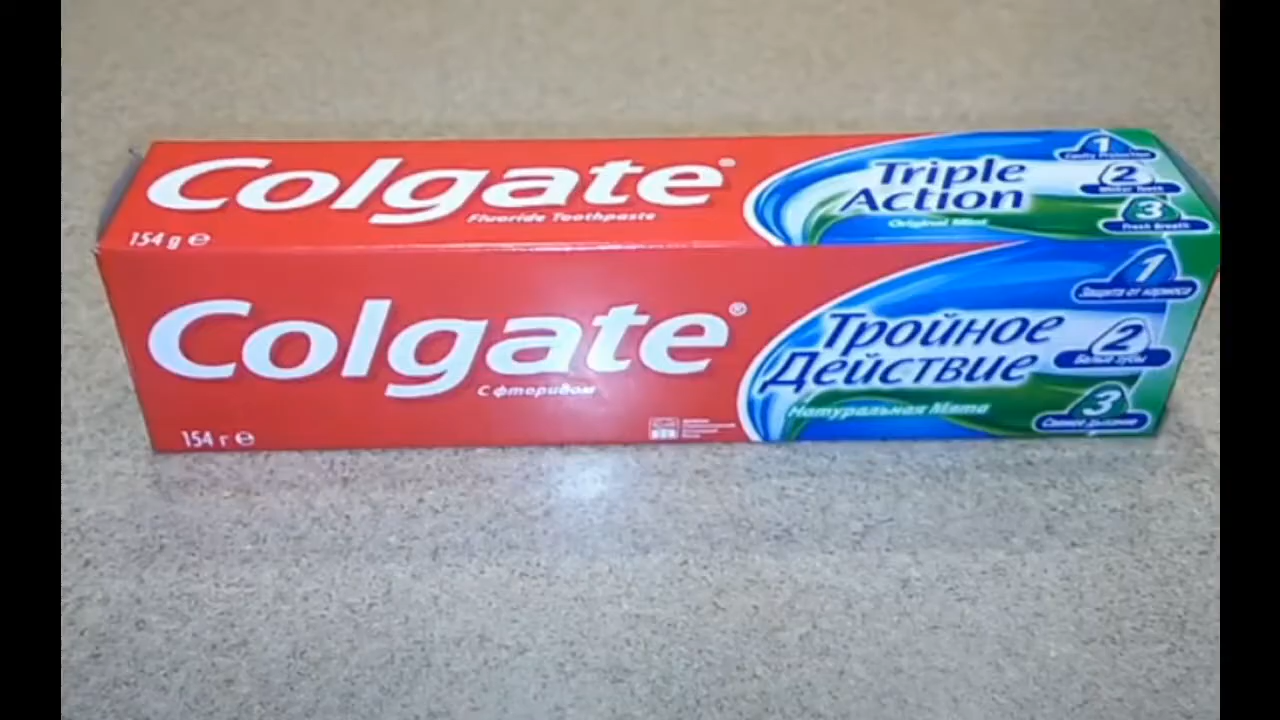 Colgate®
Fluoride Toothpaste
154 g e
Triple
Action
Original Mint
1
Cavity Protection
2
Whiter Teeth
3
Fresh Breath
Colgate®
С фторидом
154 г e
Тройное
Действие
Натуральная Мята
1
Защита от кариеса
2
Белые зубы
3
Свежее дыхание